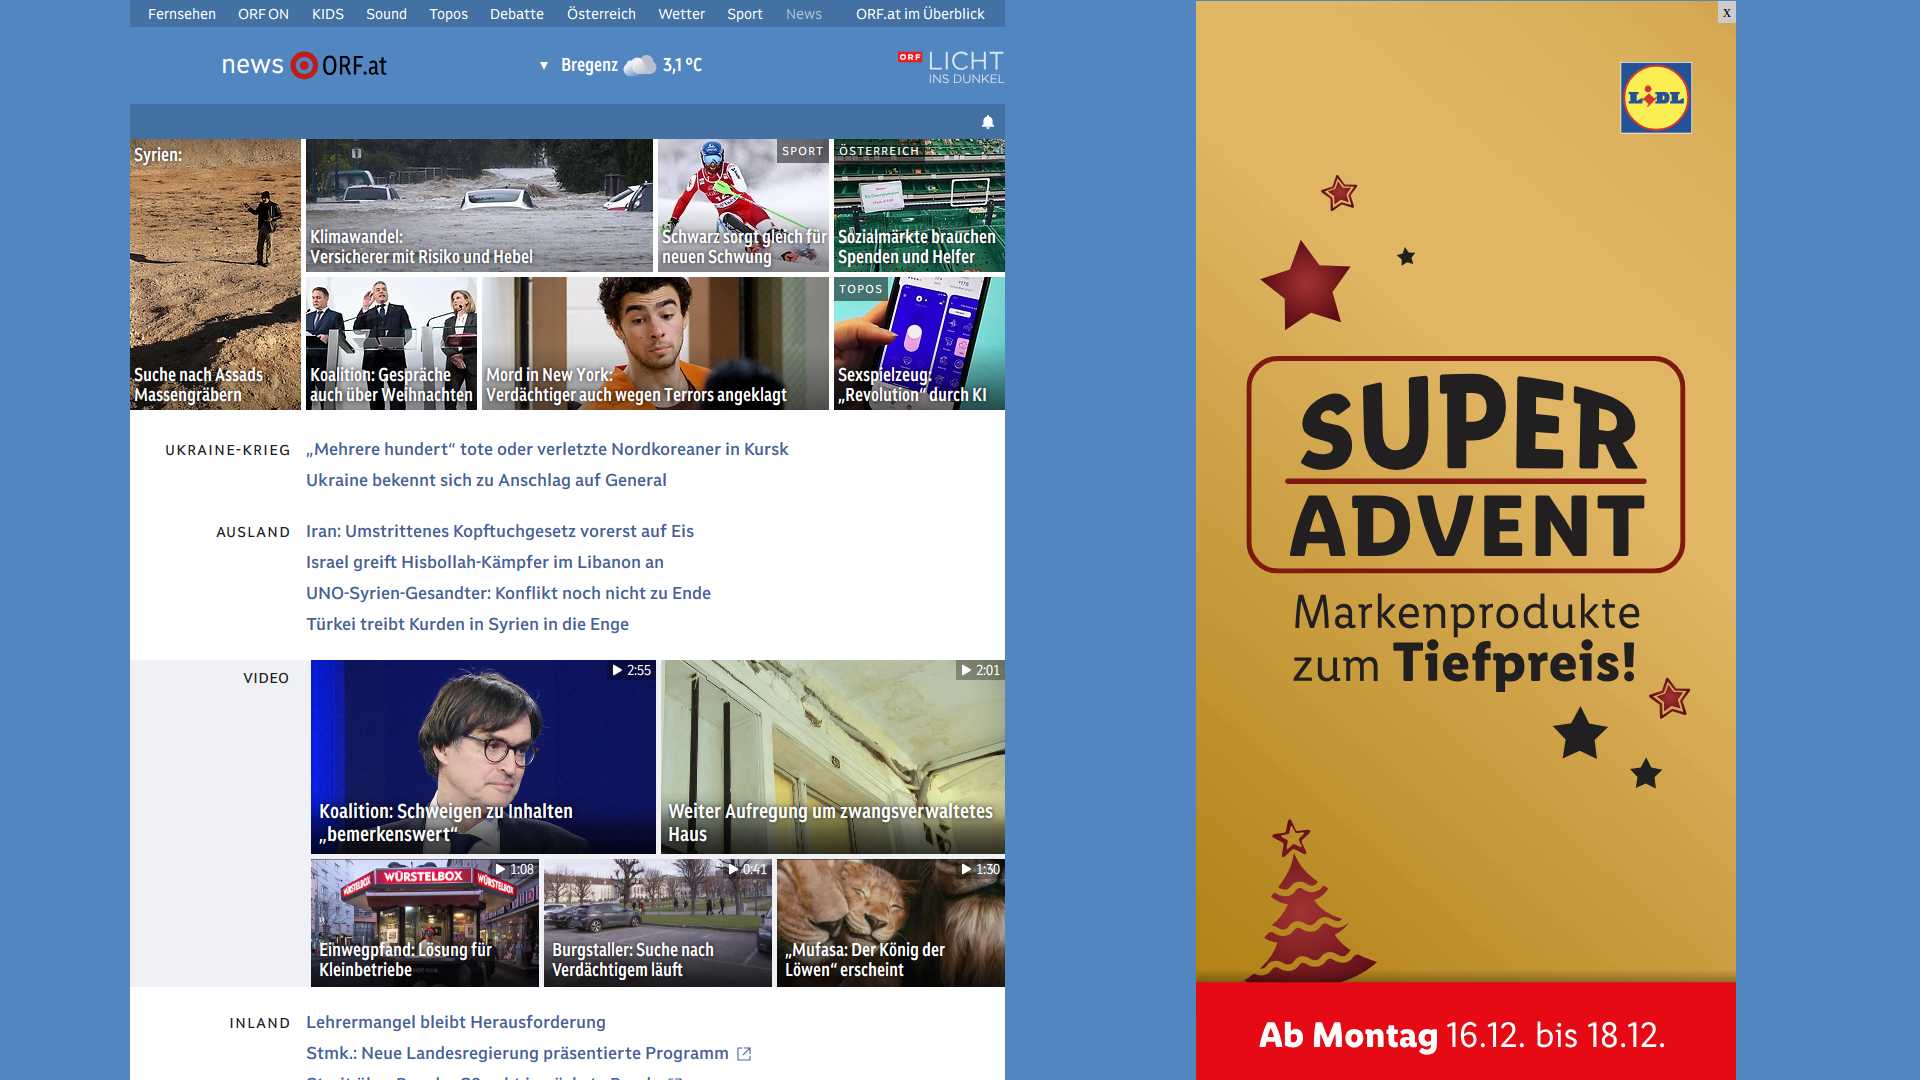 Fernsehen ORF ON KIDS Sound Topos Debatte Österreich Wetter Sport News ORF.at im Überblick
news ORF.at
Bregenz 3,1 °C
ORF LICHT
INS DUNKEL
Syrien:
Suche nach Assads
Massengräbern
Klimawandel:
Versicherer mit Risiko und Hebel
SPORT
Schwarz sorgt gleich für
neuen Schwung
ÖSTERREICH
Sozialmärkte brauchen
Spenden und Helfer
Koalition: Gespräche
auch über Weihnachten
Mord in New York:
Verdächtiger auch wegen Terrors angeklagt
TOPOS
Sexspielzeug:
„Revolution“ durch KI
UKRAINE-KRIEG
„Mehrere hundert“ tote oder verletzte Nordkoreaner in Kursk
Ukraine bekennt sich zu Anschlag auf General
AUSLAND
Iran: Umstrittenes Kopftuchgesetz vorerst auf Eis
Israel greift Hisbollah-Kämpfer im Libanon an
UNO-Syrien-Gesandter: Konflikt noch nicht zu Ende
Türkei treibt Kurden in Syrien in die Enge
VIDEO
2:55
Koalition: Schweigen zu Inhalten
„bemerkenswert“
2:01
Weiter Aufregung um zwangsverwaltetes
Haus
1:08
WÜRSTELBOX WÜRSTELBOX WÜRSTELBOX
Einwegpfand: Lösung für
Kleinbetriebe
0:41
Burgstaller: Suche nach
Verdächtigem läuft
1:30
„Mufasa: Der König der
Löwen“ erscheint
INLAND
Lehrermangel bleibt Herausforderung
Stmk.: Neue Landesregierung präsentierte Programm
x
LIDL
SUPER
ADVENT
Markenprodukte
zum Tiefpreis!
Ab Montag 16.12. bis 18.12.